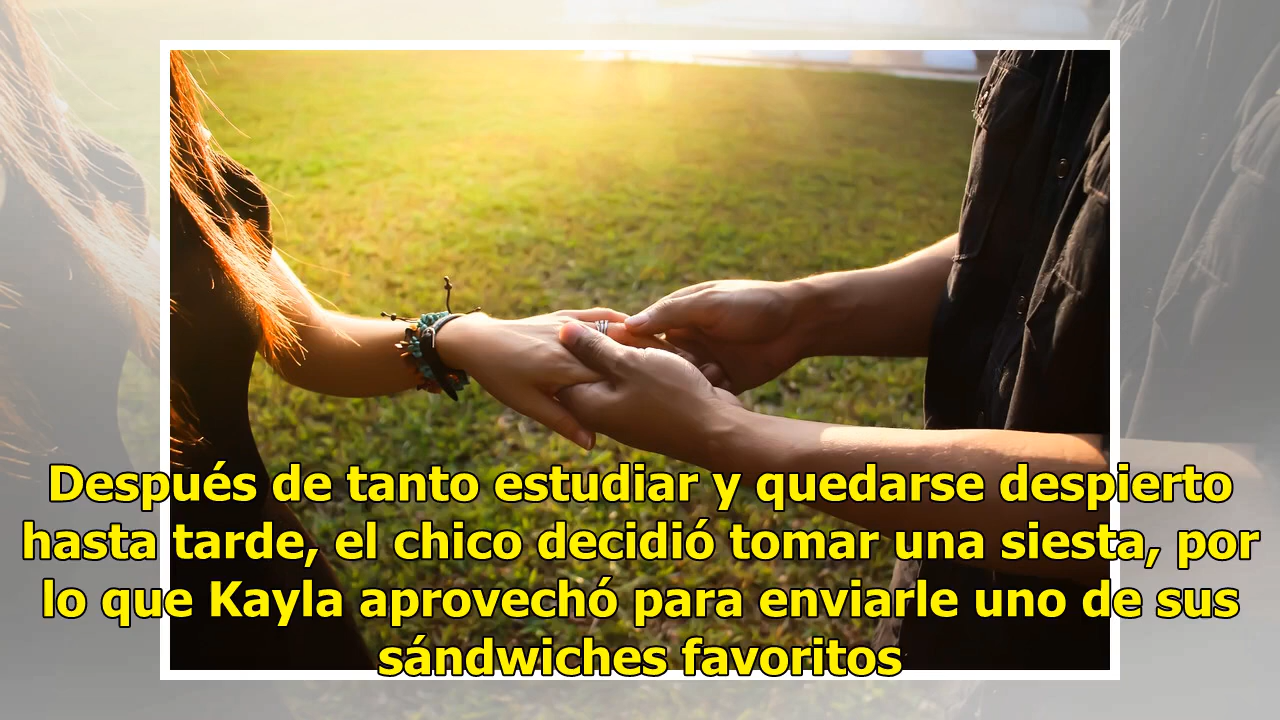 Después de tanto estudiar y quedarse despierto
hasta tarde, el chico decidió tomar una siesta, por
lo que Kayla aprovechó para enviarle uno de sus
sándwiches favoritos